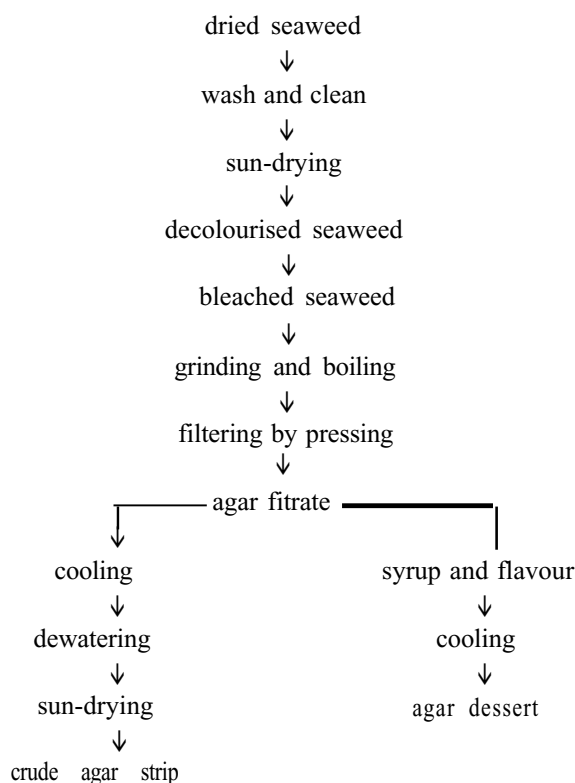 dried seaweed
wash and clean
sun-drying
decolourised seaweed
bleached seaweed
grinding and boiling
filtering by pressing
agar fitrate
cooling
dewatering
sun-drying
crude agar strip
syrup and flavour
cooling
agar dessert